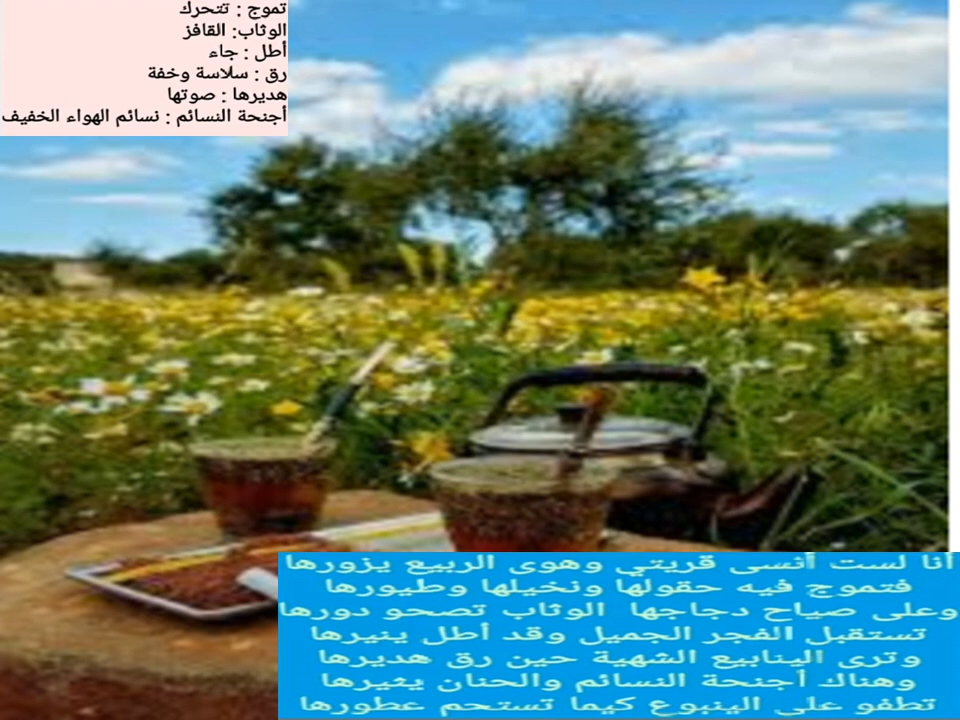 تموج : تتحرك
الوثاب: القافز
أطل : جاء
رق : سلاسة وخفة
هديرها : صوتها
أجنحة النسائم : نسائم الهواء الخفيف
أنا لست أنسى قريتي وهوى الربيع يزورها
فتموج فيه حقولها ونخيلها وطيورها
وعلى صياح دجاجها الوثاب تصحو دورها
تستقبل الفجر الجميل وقد أطل ينيرها
وترى الينابيع الشهية حين رق هديرها
وهناك أجنحة النسائم والحنان يثيرها
تطفو على الينبوع كيما تستحم عطورها